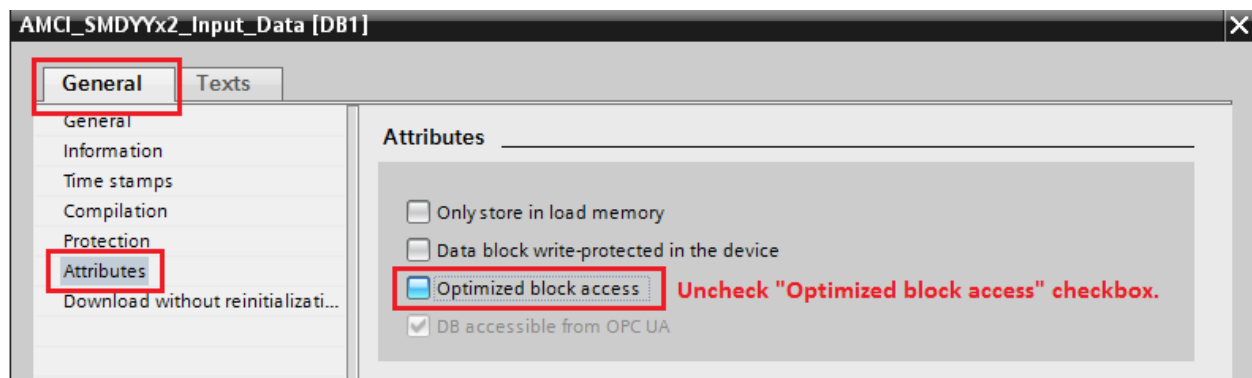 AMCI_SMDYYx2_Input_Data [DB1]
General
Texts
General
Information
Time stamps
Compilation
Protection
Attributes
Download without reinitializati...
Attributes
Only store in load memory
Data block write-protected in the device
Optimized block access
Uncheck "Optimized block access" checkbox.
DB accessible from OPC UA